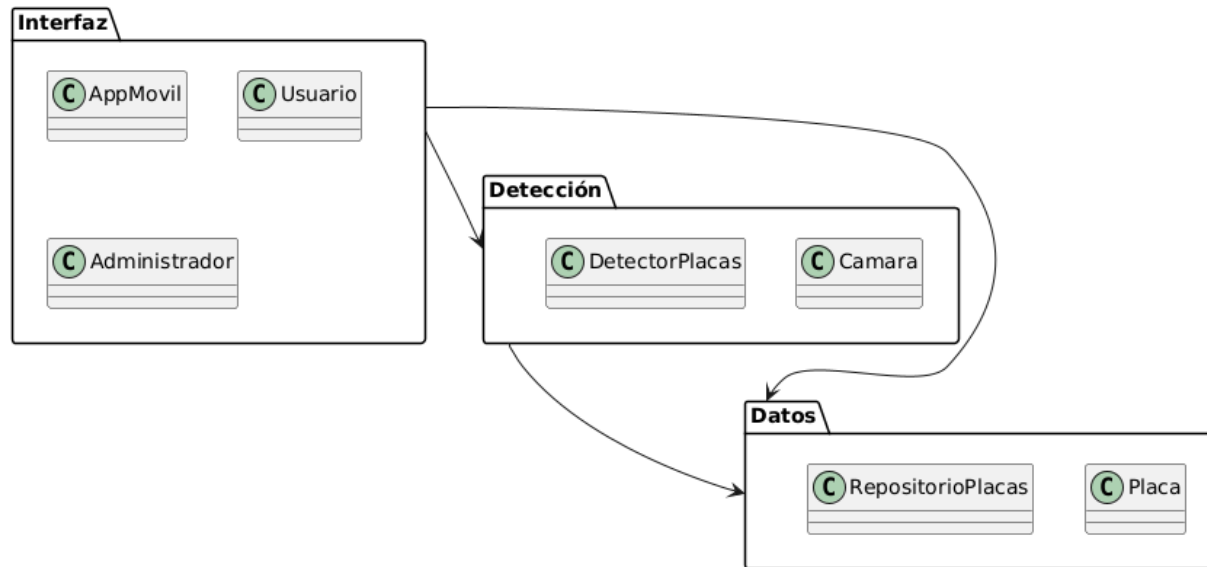 Interfaz
AppMovil
Usuario
Administrador
Detección
DetectorPlacas
Camara
Datos
RepositorioPlacas
Placa